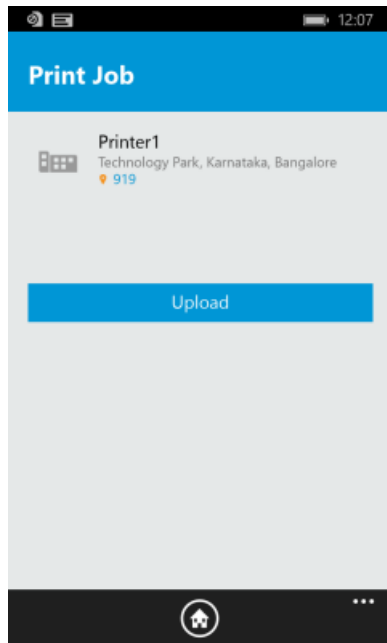 12:07
Print Job
Printer1
Technology Park, Karnataka, Bangalore
919
Upload